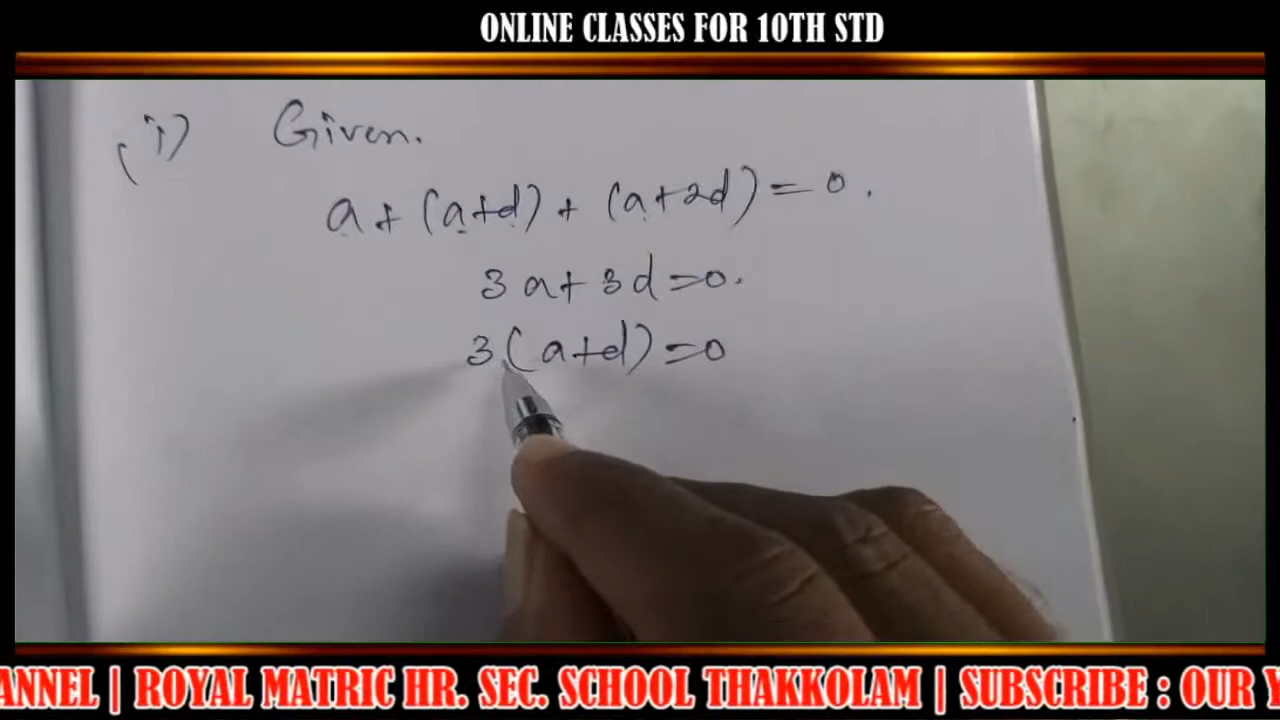 ONLINE CLASSES FOR 10TH STD
(i) Given.
a + (a+d) + (a+2d) = 0.
3a + 3d = 0.
3(a+d) = 0
ANNEL | ROYAL MATRIC HR. SEC. SCHOOL THAKKOLAM | SUBSCRIBE : OUR Y